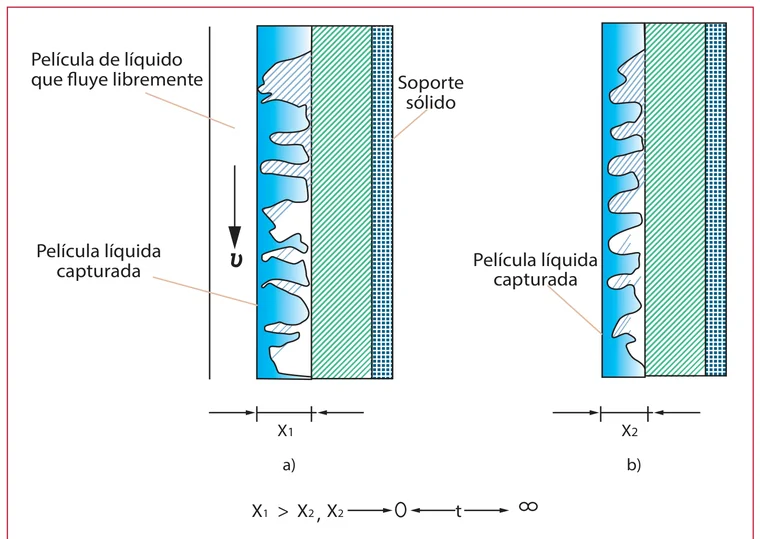 Película de líquido
que fluye libremente
Soporte
sólido
υ
Película líquida
capturada
Película líquida
capturada
X1
X2
a)
b)
X1 > X2, X2 → 0 ← t → ∞